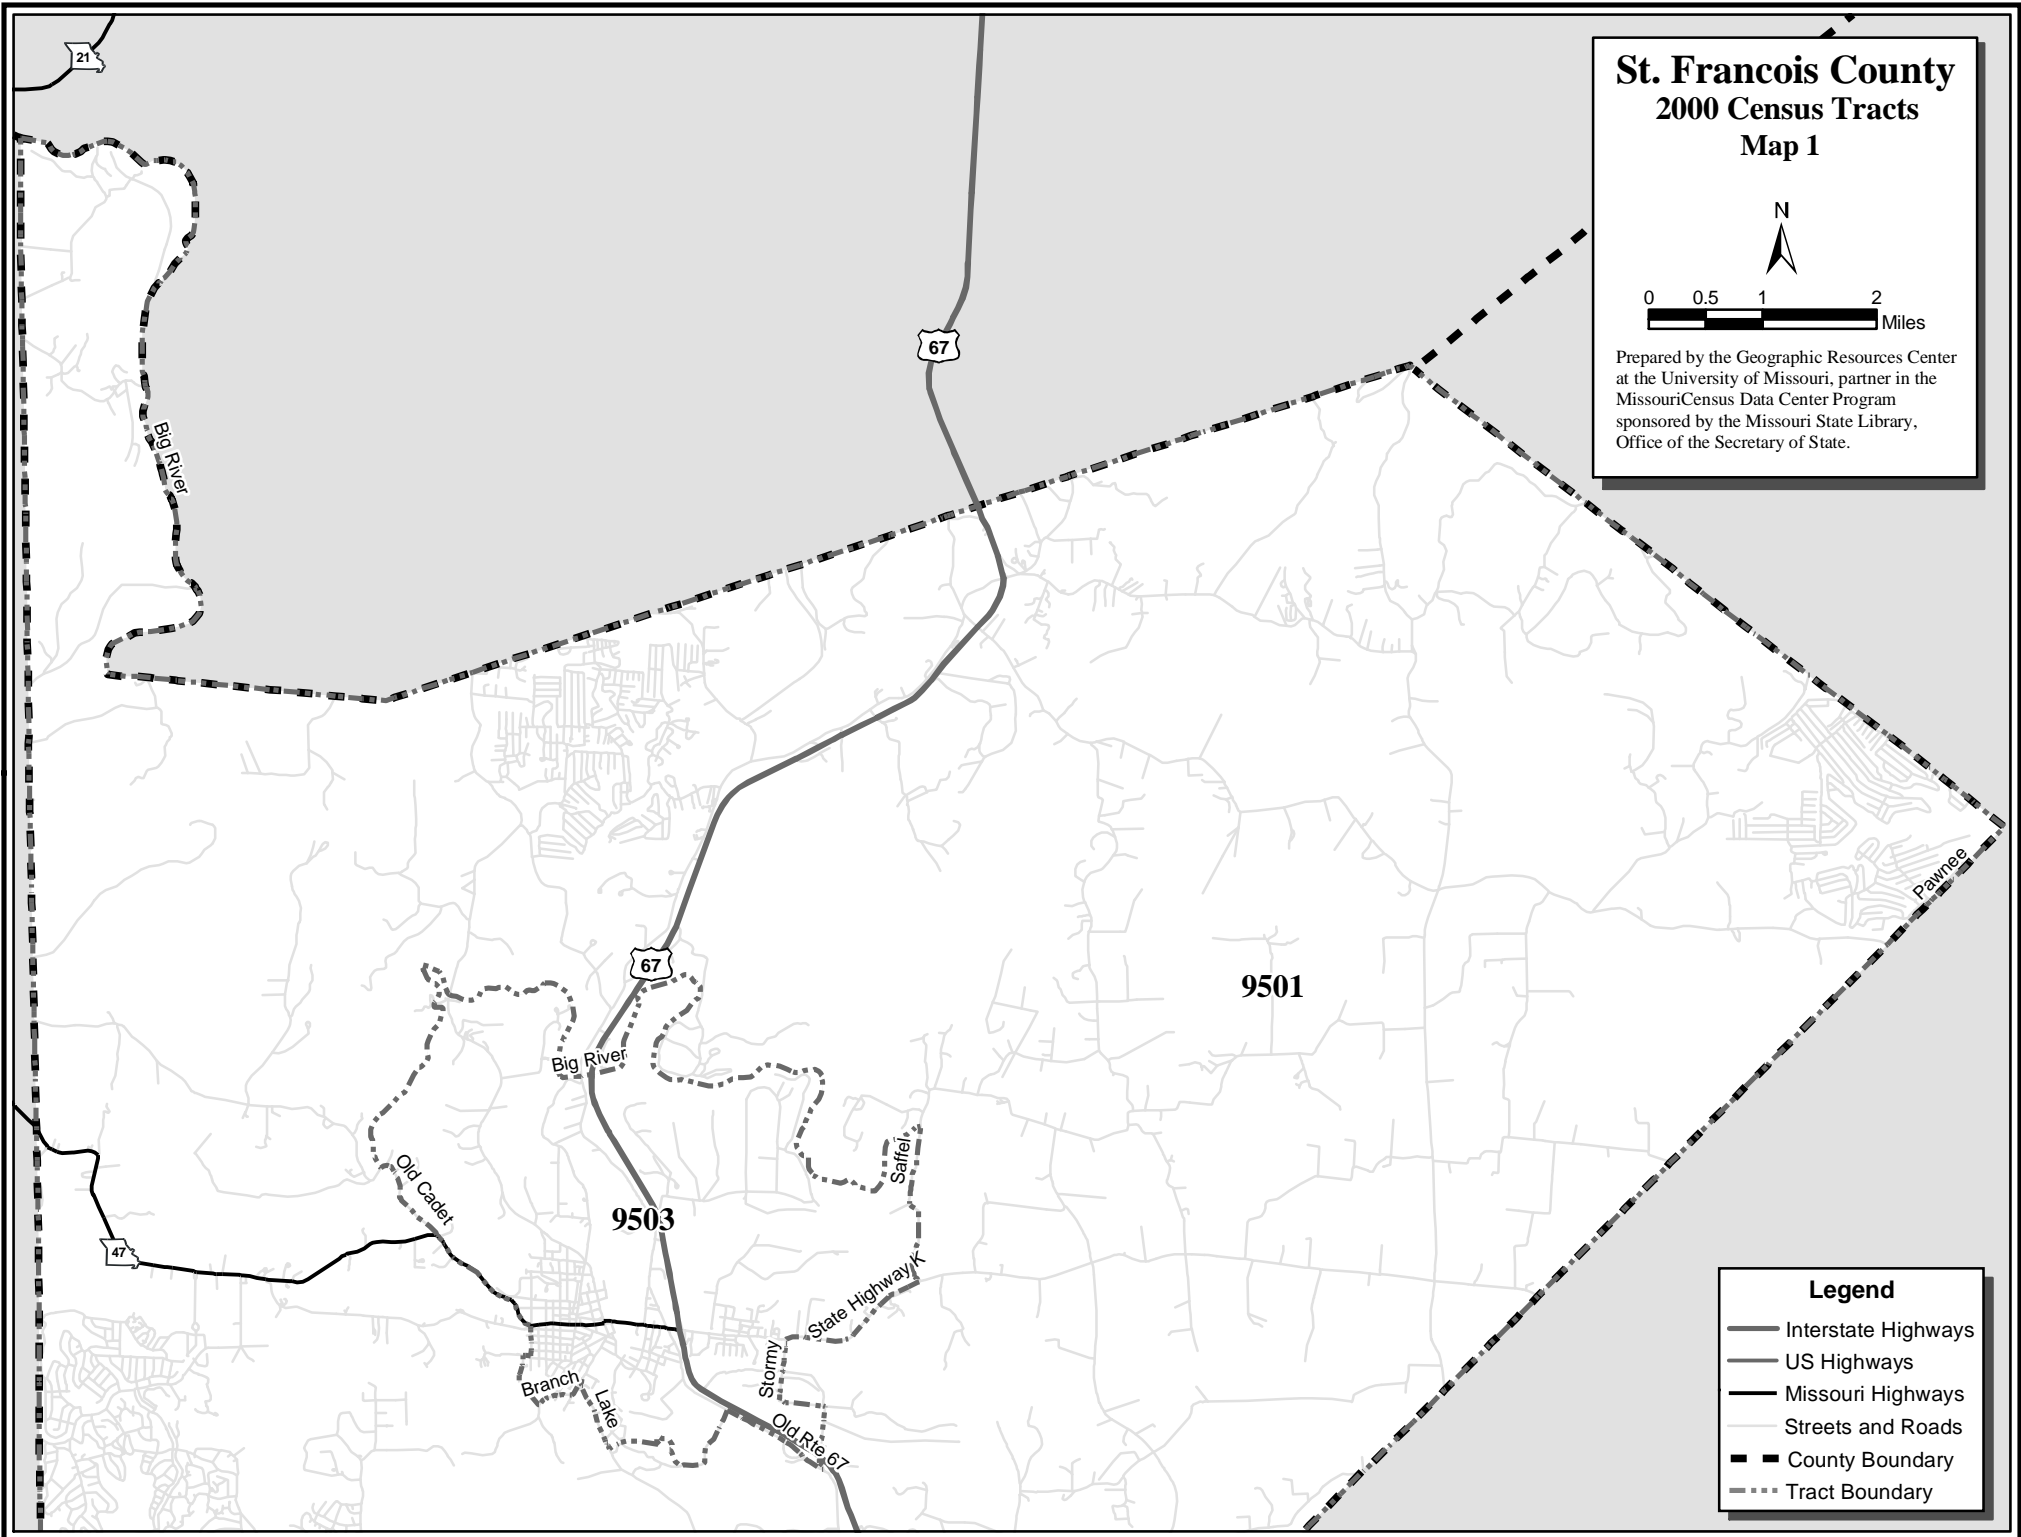 21
St. Francois County
2000 Census Tracts
Map 1
N
0 0.5 1 2
Miles
Prepared by the Geographic Resources Center
at the University of Missouri, partner in the
MissouriCensus Data Center Program
sponsored by the Missouri State Library,
Office of the Secretary of State.
67
Big River
Pawnee
67
9501
Big River
Saffel
Old Cadet
9503
47
State Highway K
Stormy
Branch
Lake
Old Rte 67
Legend
Interstate Highways
US Highways
Missouri Highways
Streets and Roads
County Boundary
Tract Boundary